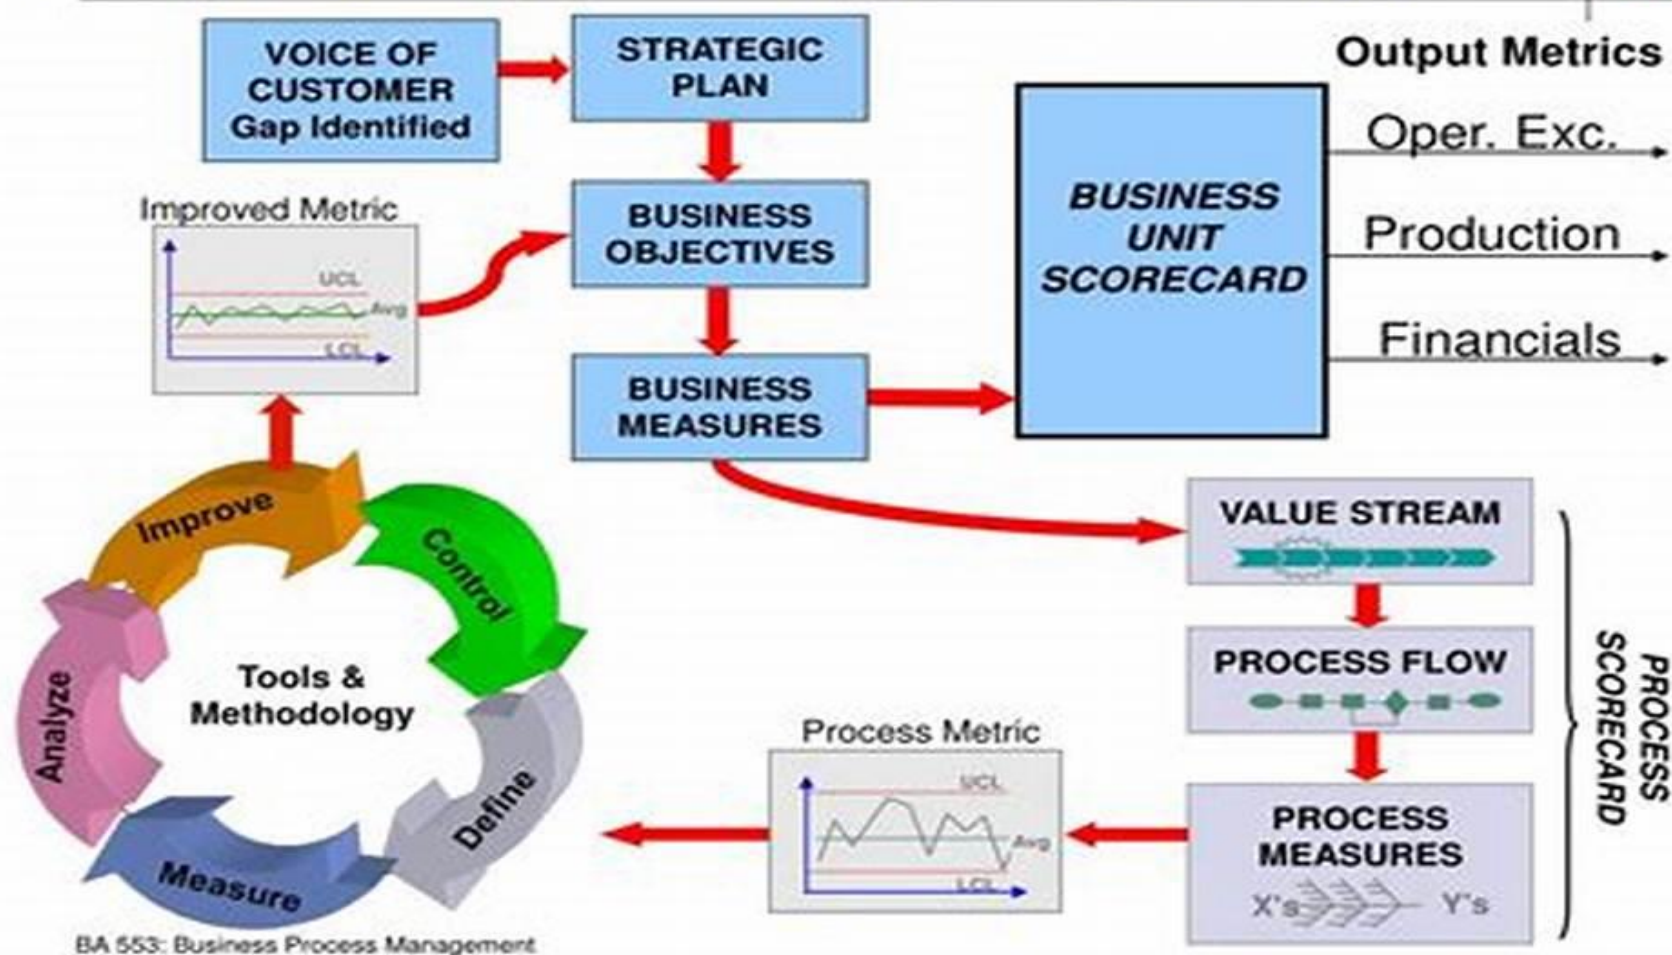 VOICE OF
CUSTOMER
Gap Identified
STRATEGIC
PLAN
Output Metrics
BUSINESS
UNIT
SCORECARD
Oper. Exc.
Production
Financials
Improved Metric
UCL
Avg
LCL
BUSINESS
OBJECTIVES
BUSINESS
MEASURES
VALUE STREAM
PROCESS FLOW
PROCESS
MEASURES
X's
Y's
PROCESS
SCORECARD
Process Metric
UCL
Avg
LCL
Improve
Control
Define
Measure
Analyze
Tools &
Methodology
BA 553: Business Process Management